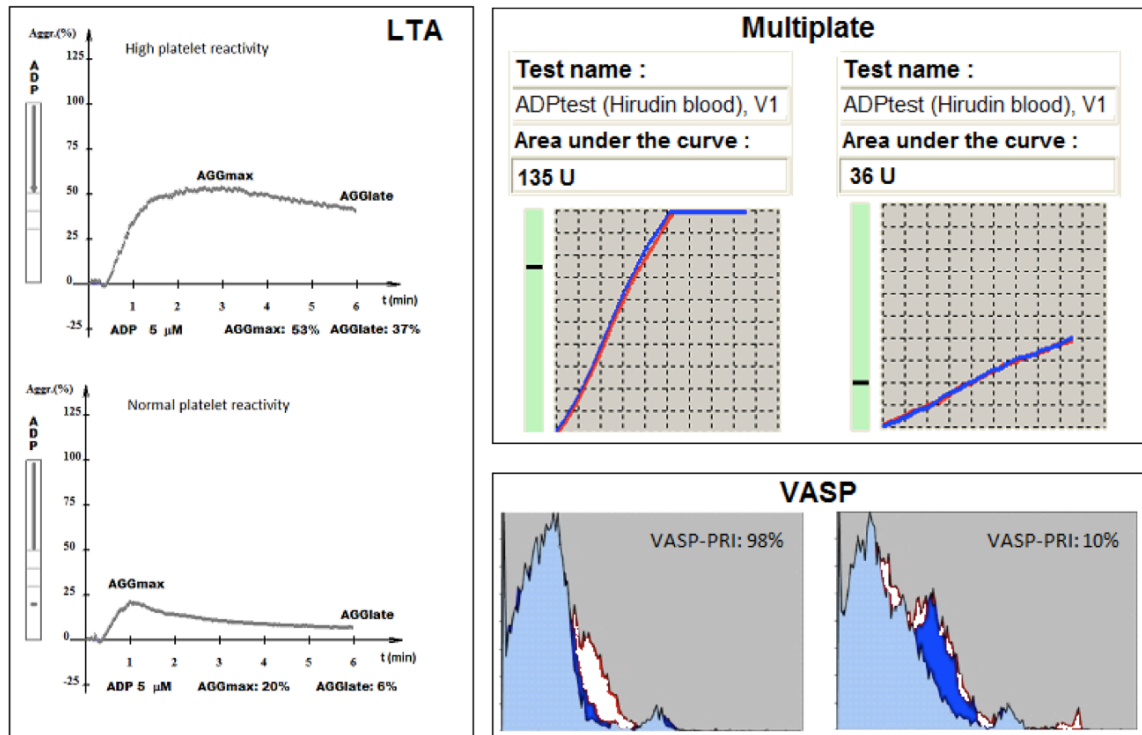 LTA
Aggr.(%)
High platelet reactivity
125
ADP
100
75
AGGmax
50
AGGlate
25
0
1 2 3 4 5 6 t (min)
-25
ADP 5 μM AGGmax: 53% AGGlate: 37%
Aggr.(%)
Normal platelet reactivity
125
ADP
100
75
50
25
AGGmax
AGGlate
0
1 2 3 4 5 6 t (min)
-25
ADP 5 μM AGGmax: 20% AGGlate: 6%
Multiplate
Test name :
ADPtest (Hirudin blood), V1
Area under the curve :
135 U
Test name :
ADPtest (Hirudin blood), V1
Area under the curve :
36 U
VASP
VASP-PRI: 98%
VASP-PRI: 10%